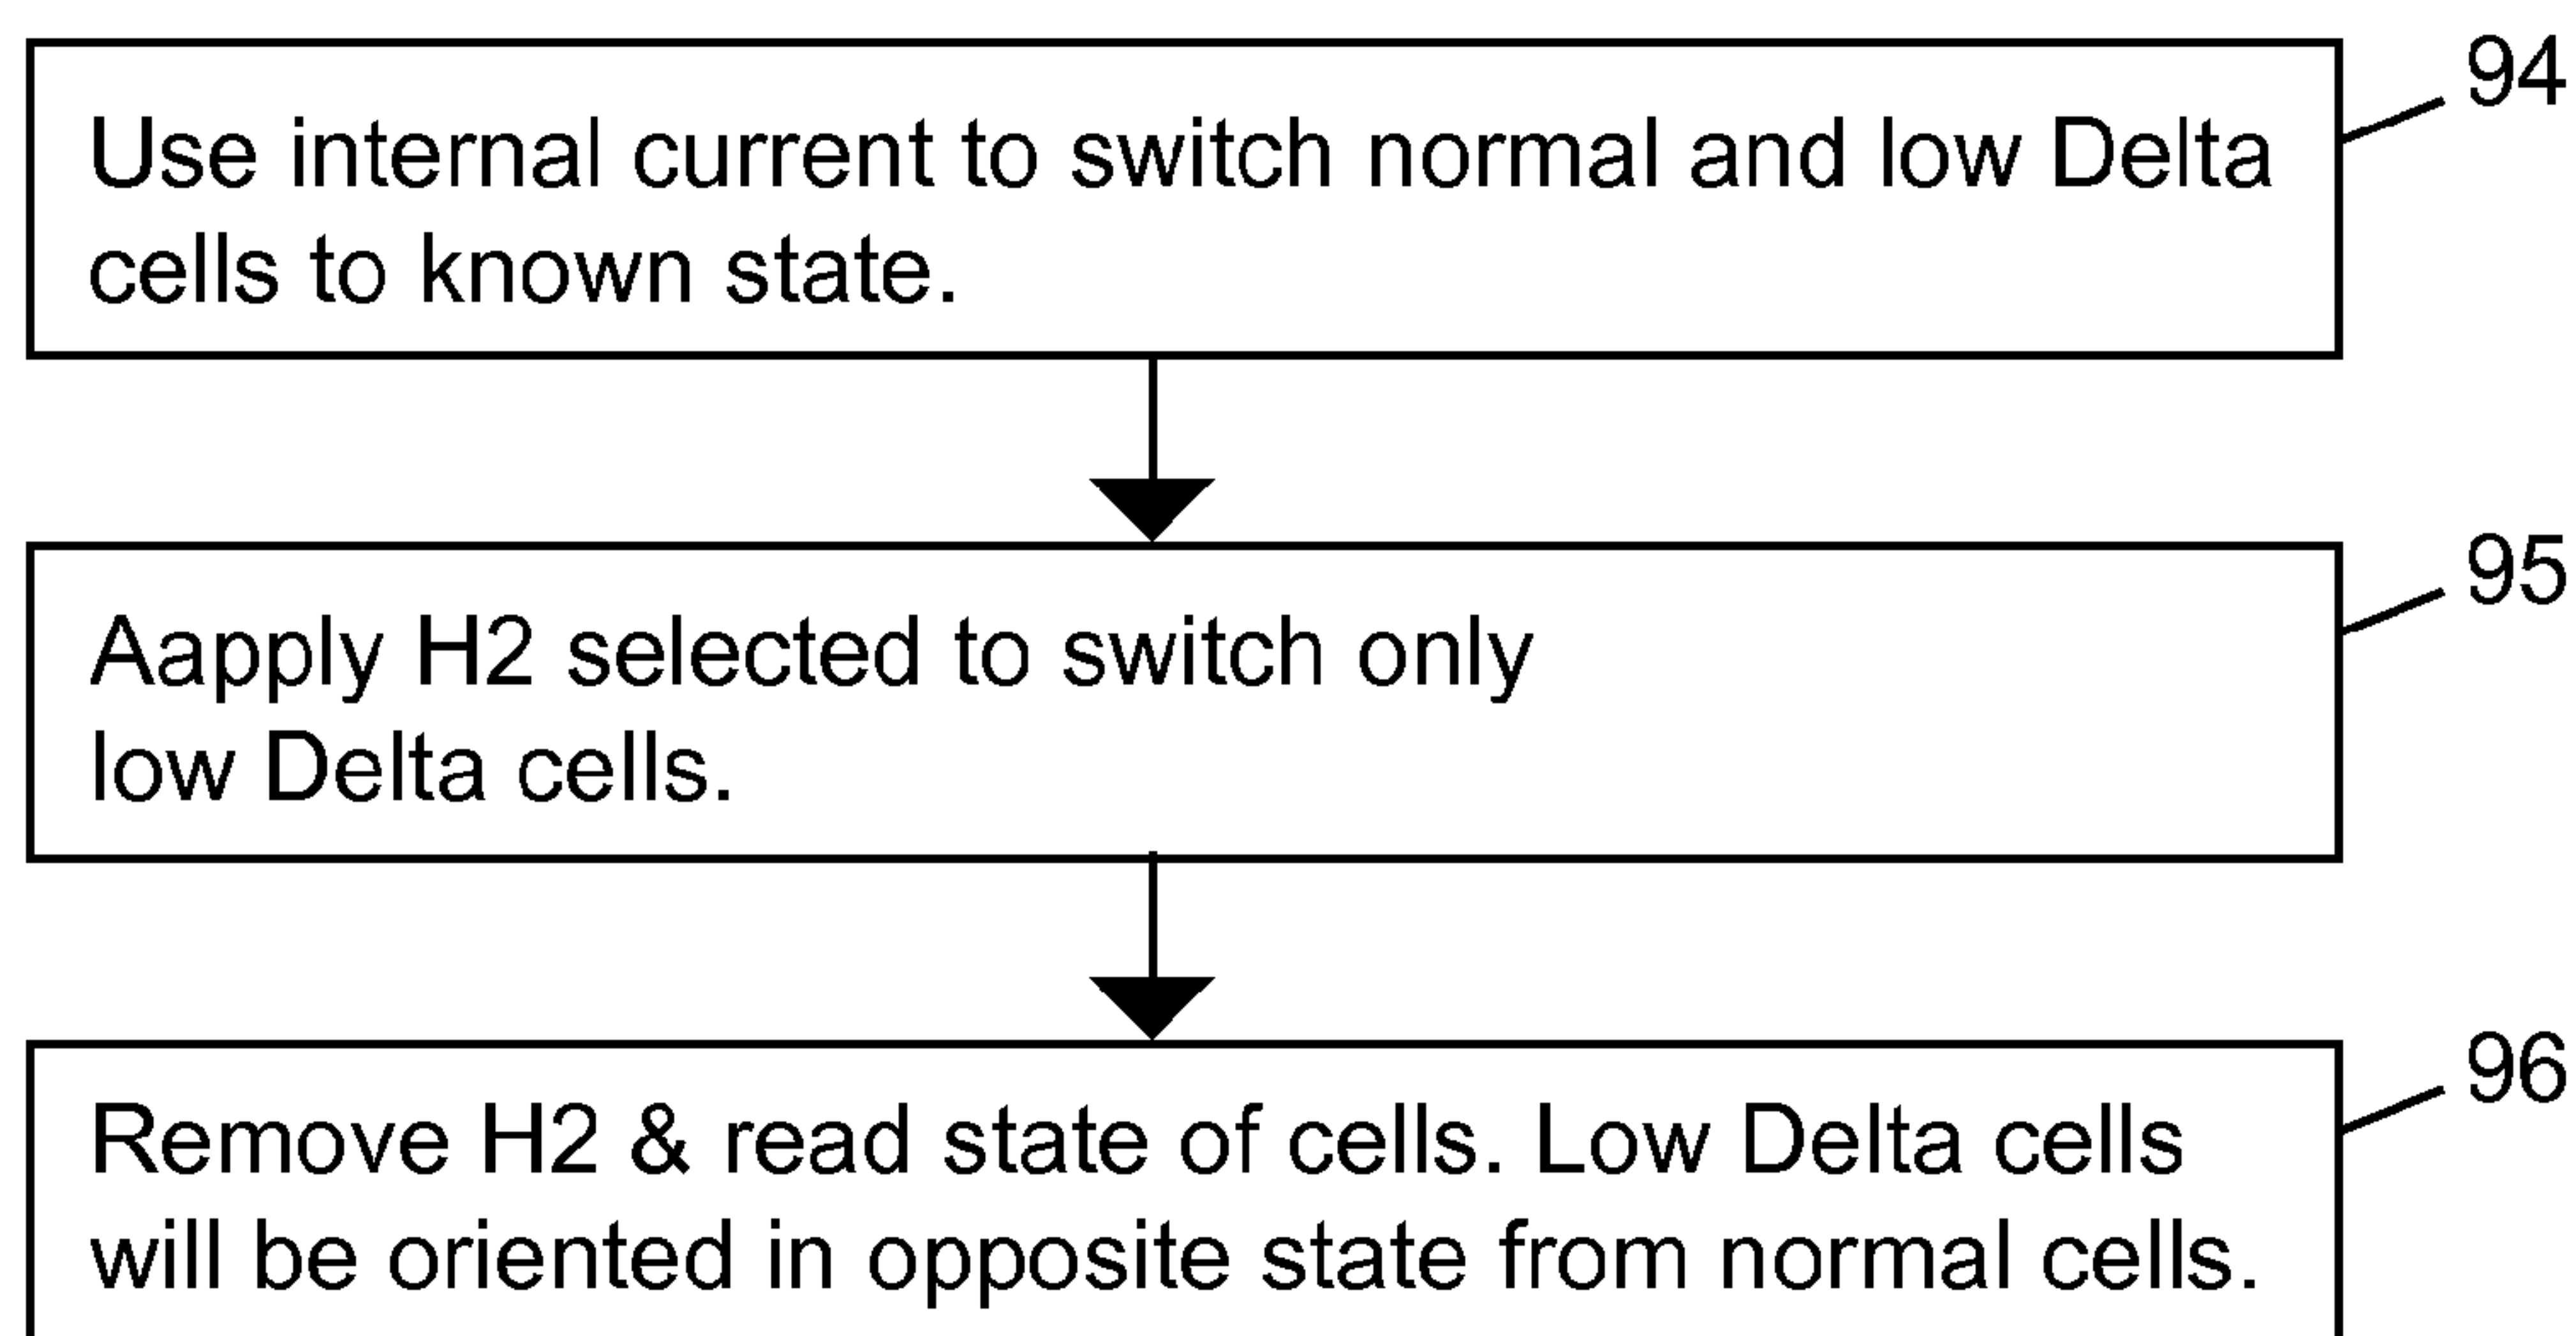 94
Use internal current to switch normal and low Delta
cells to known state.
95
Aapply H2 selected to switch only
low Delta cells.
96
Remove H2 & read state of cells. Low Delta cells
will be oriented in opposite state from normal cells.